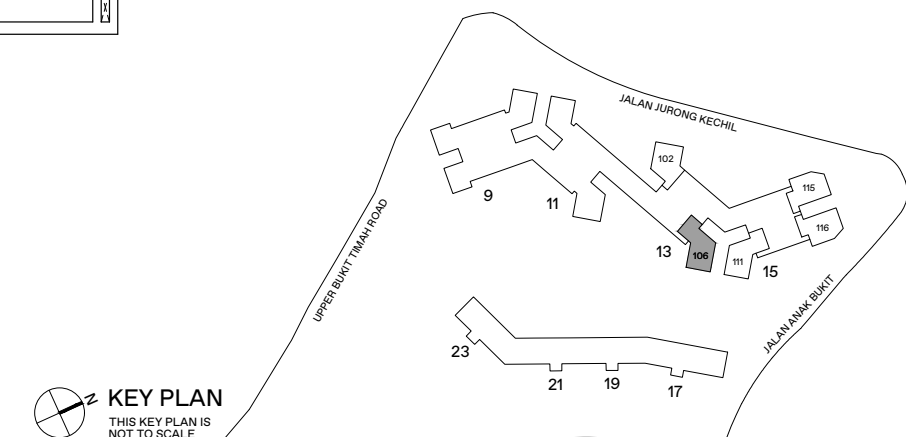 JALAN JURONG KECHIL
102
115
9
11
116
UPPER BUKIT TIMAH ROAD
13
106
111
15
JALAN ANAK BUKIT
23
21
19
17
N
KEY PLAN
THIS KEY PLAN IS
NOT TO SCALE